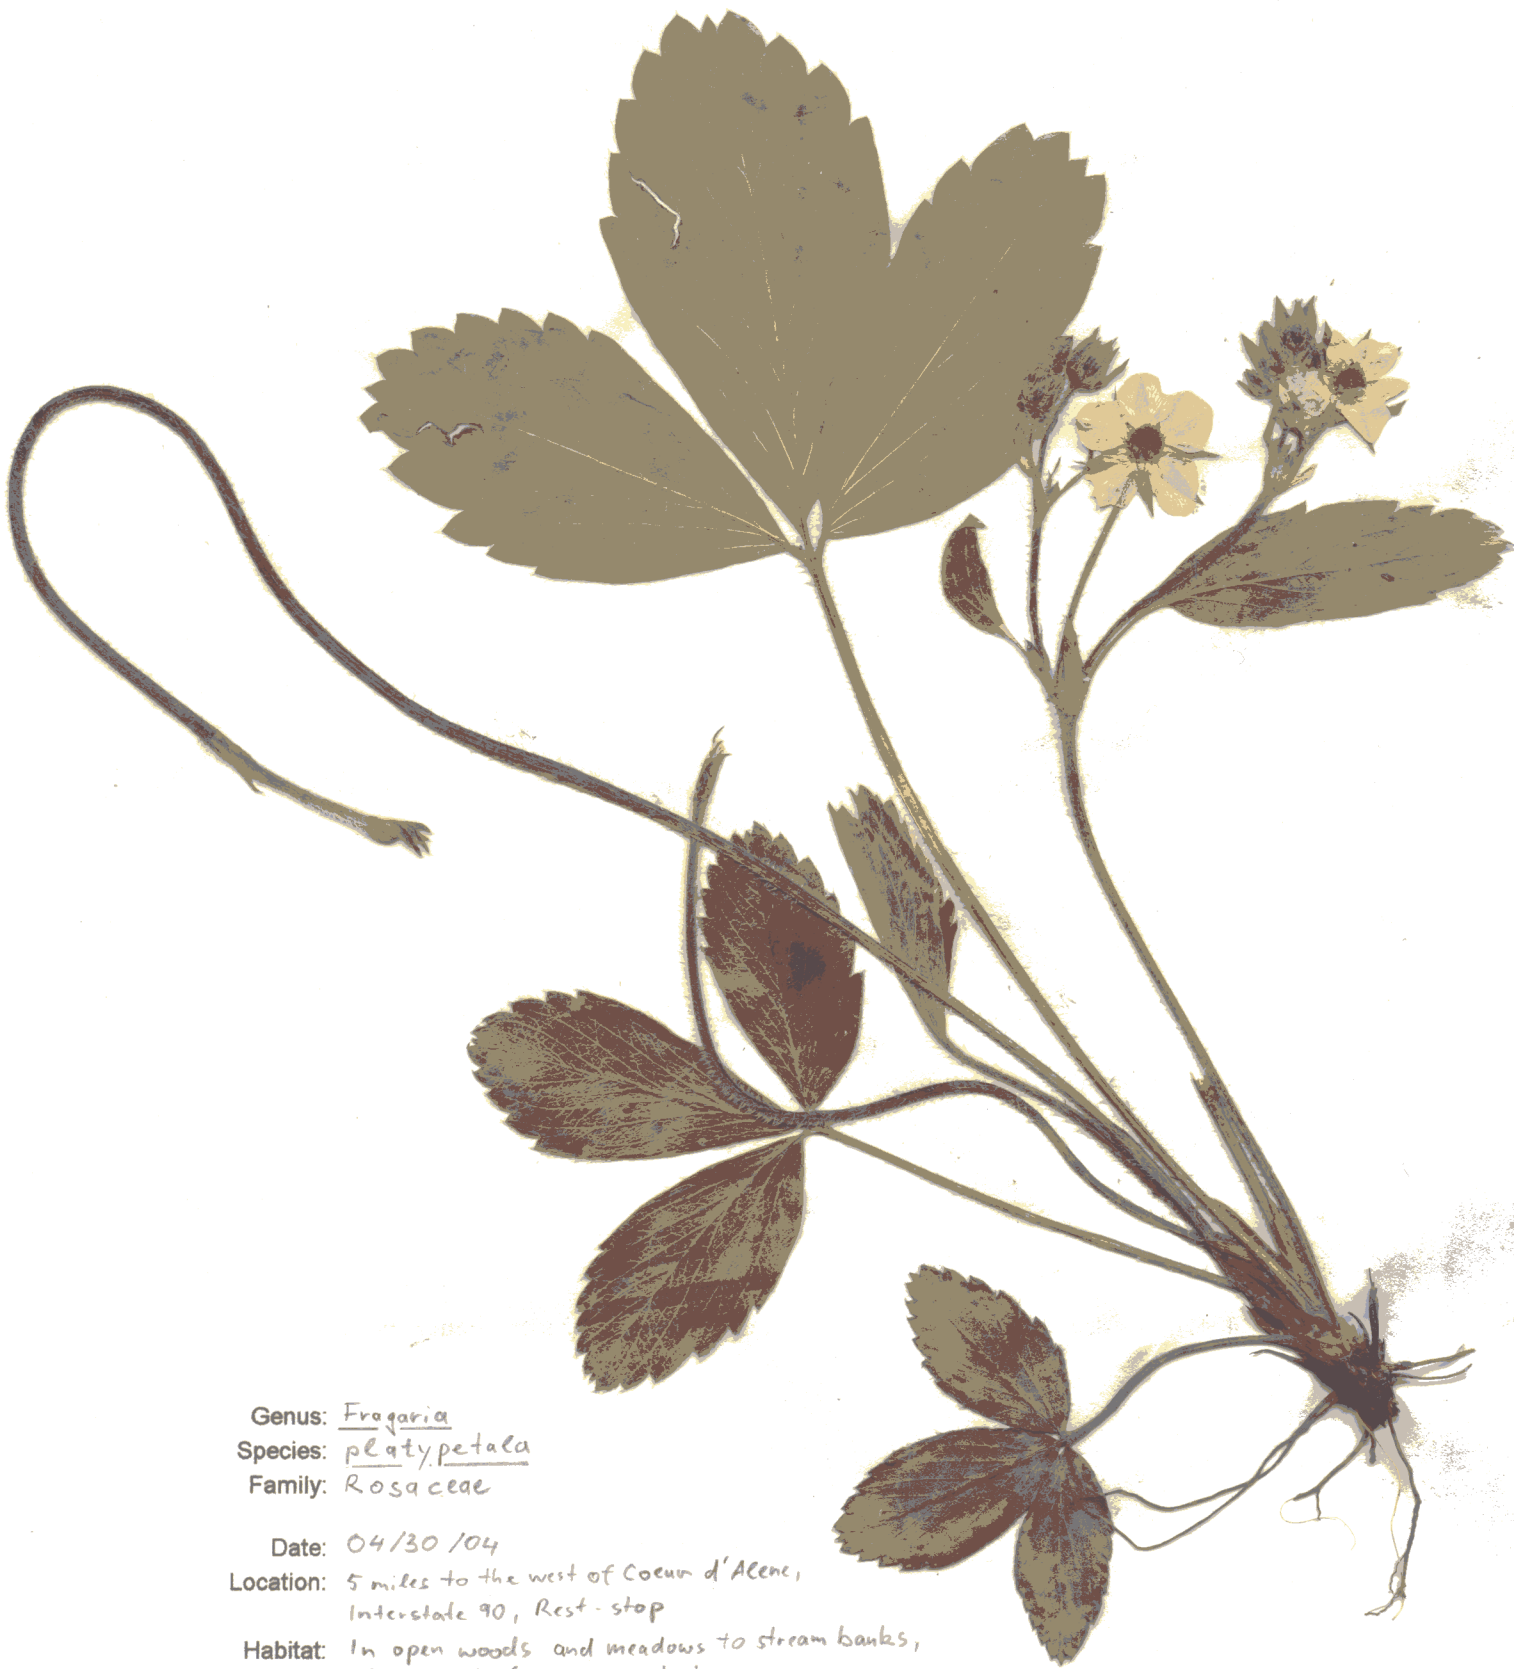 Genus: Fragaria
Species: platypetala
Family: Rosaceae
Date: 04/30/04
Location: 5 miles to the west of Coeur d'Alene,
Interstate 90, Rest-stop
Habitat: In open woods and meadows to stream banks,